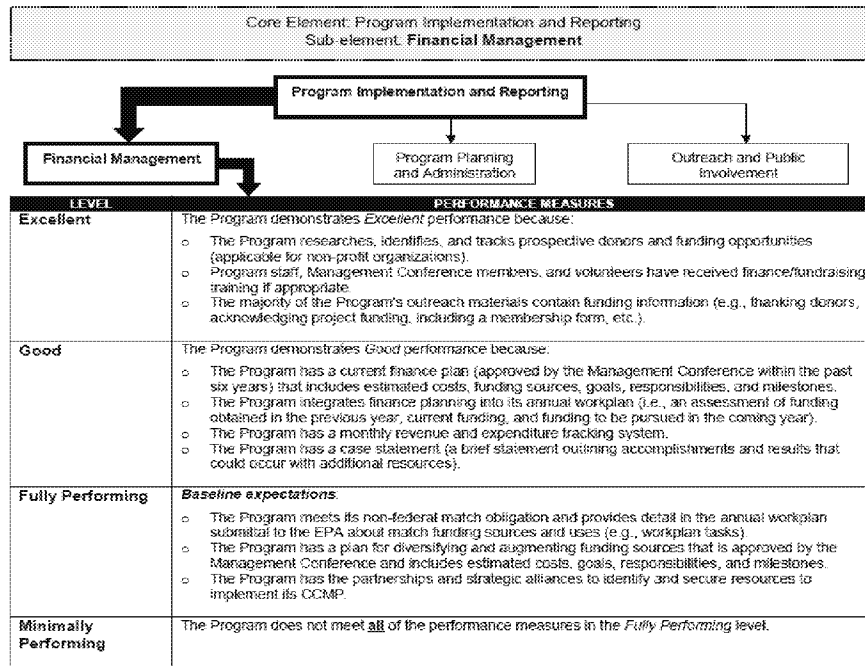 Core Element: Program Implementation and Reporting
Sub-element: Financial Management
Program Implementation and Reporting
Financial Management
Program Planning
and Administration
Outreach and Public
Involvement
LEVEL
PERFORMANCE MEASURES
Excellent
The Program demonstrates Excellent performance because:
o The Program researches, identifies, and tracks prospective donors and funding opportunities
(applicable for non-profit organizations).
o Program staff, Management Conference members, and volunteers have received finance/fundraising
training if appropriate.
o The majority of the Program's outreach materials contain funding information (e.g., thanking donors,
acknowledging project funding, including a membership form, etc.).
Good
The Program demonstrates Good performance because:
o The Program has a current finance plan (approved by the Management Conference within the past
six years) that includes estimated costs, funding sources, goals, responsibilities, and milestones.
o The Program integrates finance planning into its annual workplan (i.e., an assessment of funding
obtained in the previous year, current funding, and funding to be pursued in the coming year).
o The Program has a monthly revenue and expenditure tracking system.
o The Program has a case statement (a brief statement outlining accomplishments and results that
could occur with additional resources).
Fully Performing
Baseline expectations:
o The Program meets its non-federal match obligation and provides detail in the annual workplan
submittal to the EPA about match funding sources and uses (e.g., workplan tasks).
o The Program has a plan for diversifying and augmenting funding sources that is approved by the
Management Conference and includes estimated costs, goals, responsibilities, and milestones.
o The Program has the partnerships and strategic alliances to identify and secure resources to
implement its CCMP.
Minimally
Performing
The Program does not meet all of the performance measures in the Fully Performing level.